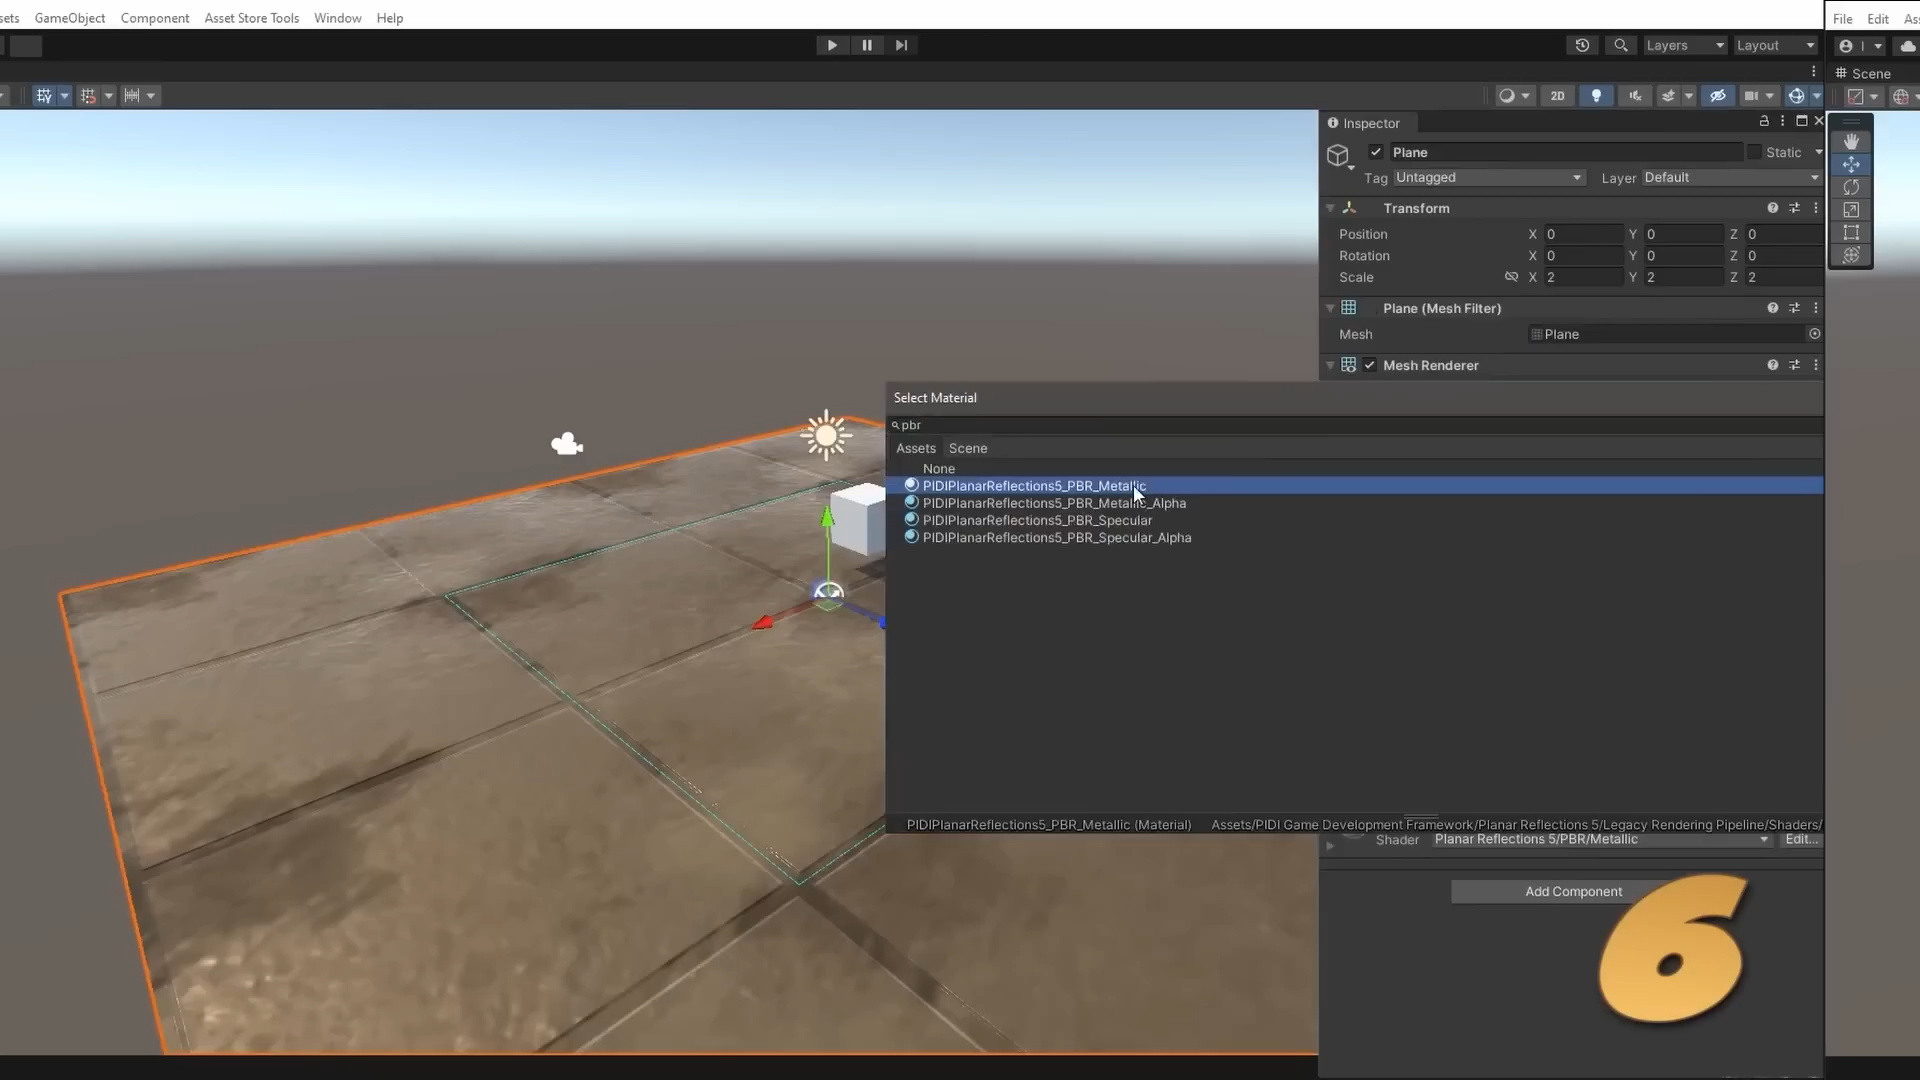 sets GameObject Component Asset Store Tools Window Help
File Edit Ass
Layers Layout
Scene
2D
Inspector
Plane Static
Tag Untagged Layer Default
Transform
Position X 0 Y 0 Z 0
Rotation X 0 Y 0 Z 0
Scale X 2 Y 2 Z 2
Plane (Mesh Filter)
Mesh Plane
Mesh Renderer
Select Material
pbr
Assets Scene
None
PIDIPlanarReflections5_PBR_Metallic
PIDIPlanarReflections5_PBR_Metallic_Alpha
PIDIPlanarReflections5_PBR_Specular
PIDIPlanarReflections5_PBR_Specular_Alpha
PIDIPlanarReflections5_PBR_Metallic (Material) Assets/PIDI Game Development Framework/Planar Reflections 5/Legacy Rendering Pipeline/Shaders/
Shader Planar Reflections 5/PBR/Metallic Edit...
Add Component
6